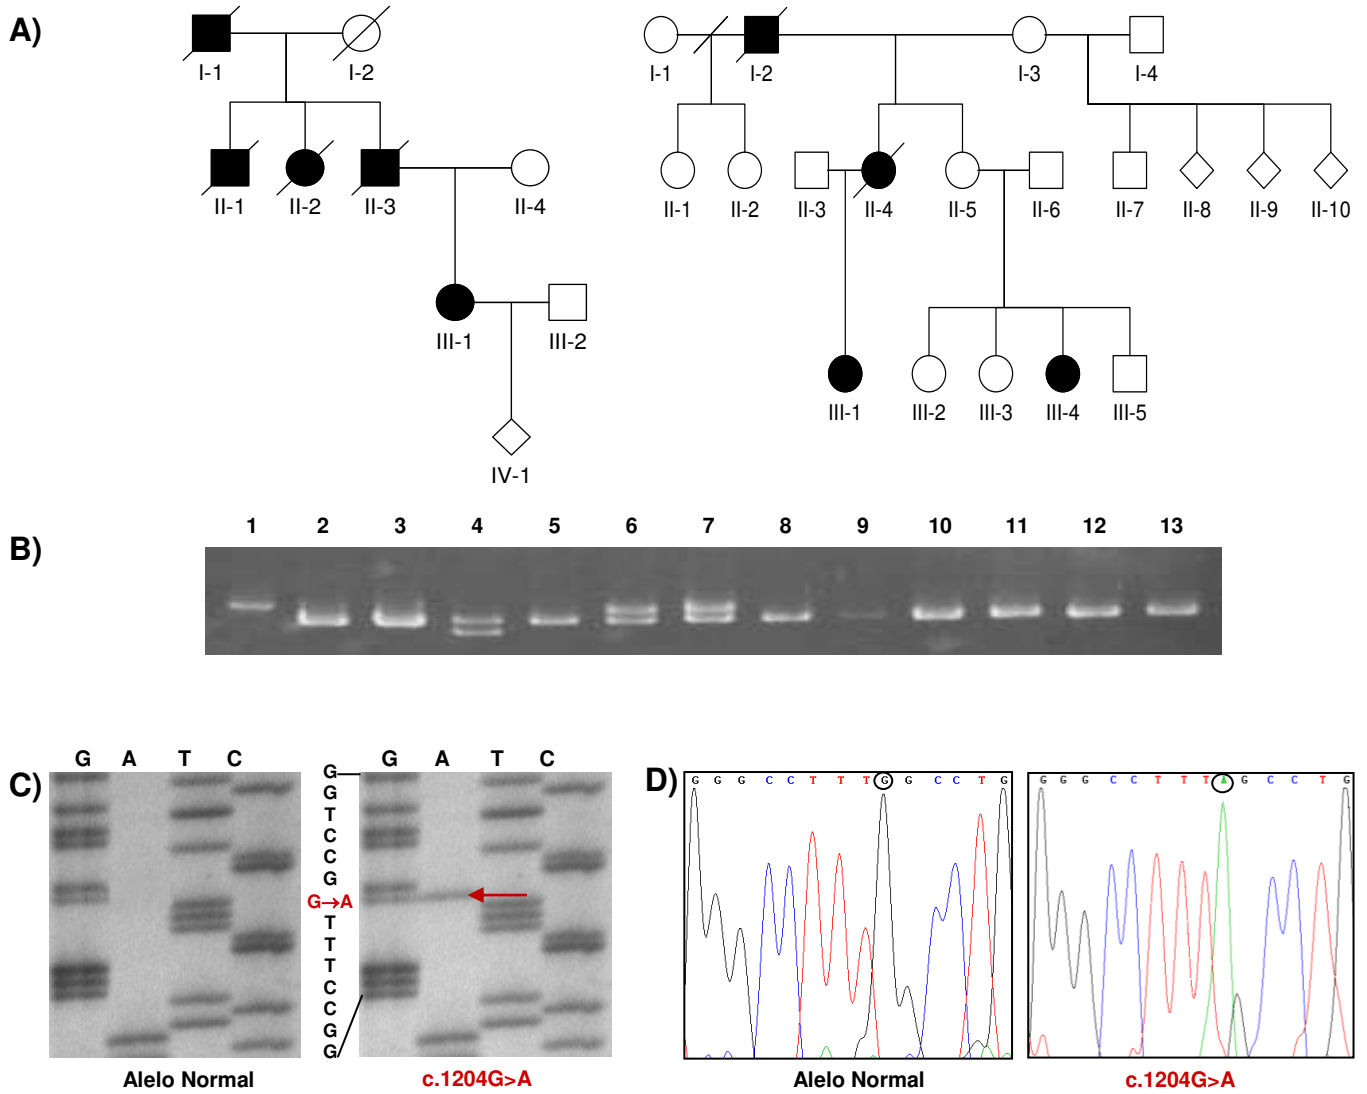 A)
I-1 I-2 I-1 I-2 I-3 I-4
II-1 II-2 II-3 II-4 II-1 II-2 II-3 II-4 II-5 II-6 II-7 II-8 II-9 II-10
III-1 III-2
III-1 III-2 III-3 III-4 III-5
IV-1
B)
1 2 3 4 5 6 7 8 9 10 11 12 13
C)
G A T C
G
G
T
C
C
G
G→A
T
T
T
C
C
G
G
G A T C
Alelo Normal
c.1204G>A
D)
G G G C C T T T G G C C T G
G G G C C T T T A G C C T G
Alelo Normal
c.1204G>A